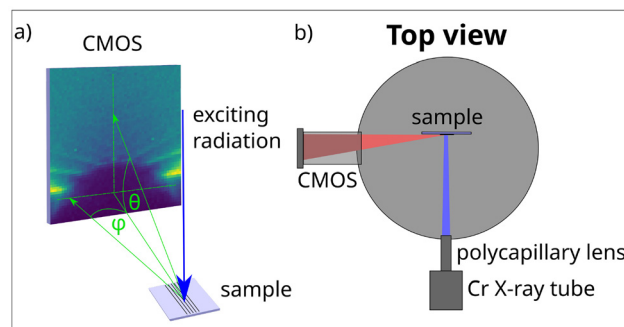 a)
CMOS
exciting
radiation
θ
φ
sample
b)
Top view
sample
CMOS
polycapillary lens
Cr X-ray tube